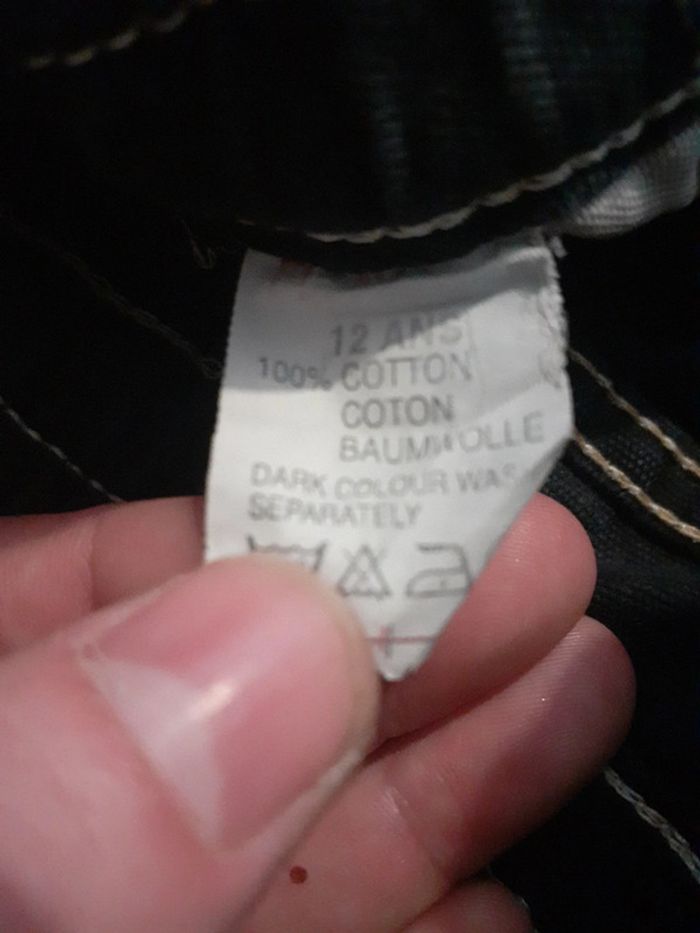 12 ANS
100% COTTON
COTON
BAUMWOLLE
DARK COLOUR
SEPARATELY